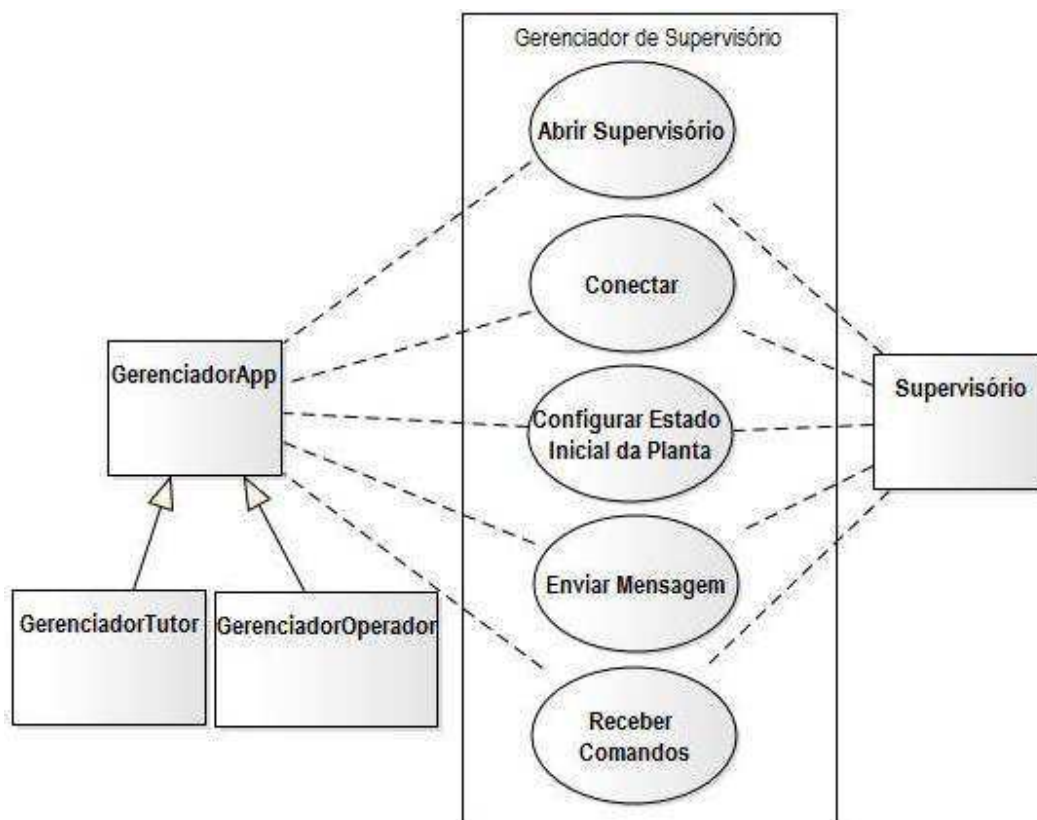 Gerenciador de Supervisório
Abrir Supervisório
Conectar
GerenciadorApp
Supervisório
Configurar Estado
Inicial da Planta
Enviar Mensagem
GerenciadorTutor
GerenciadorOperador
Receber
Comandos